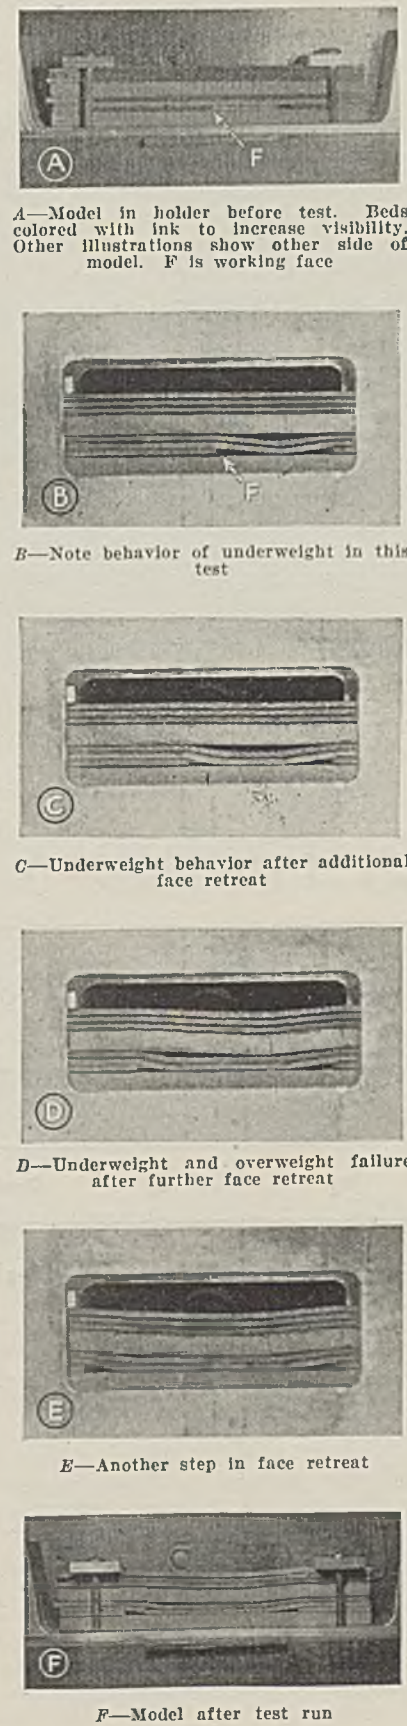 A
F
A—Model in holder before test. Beds
colored with ink to increase visibility.
Other illustrations show other side of
model. F is working face
B
F
B—Note behavior of underweight in this
test
C
C—Underweight behavior after additional
face retreat
D
D—Underweight and overweight failure
after further face retreat
E
E—Another step in face retreat
F
F—Model after test run